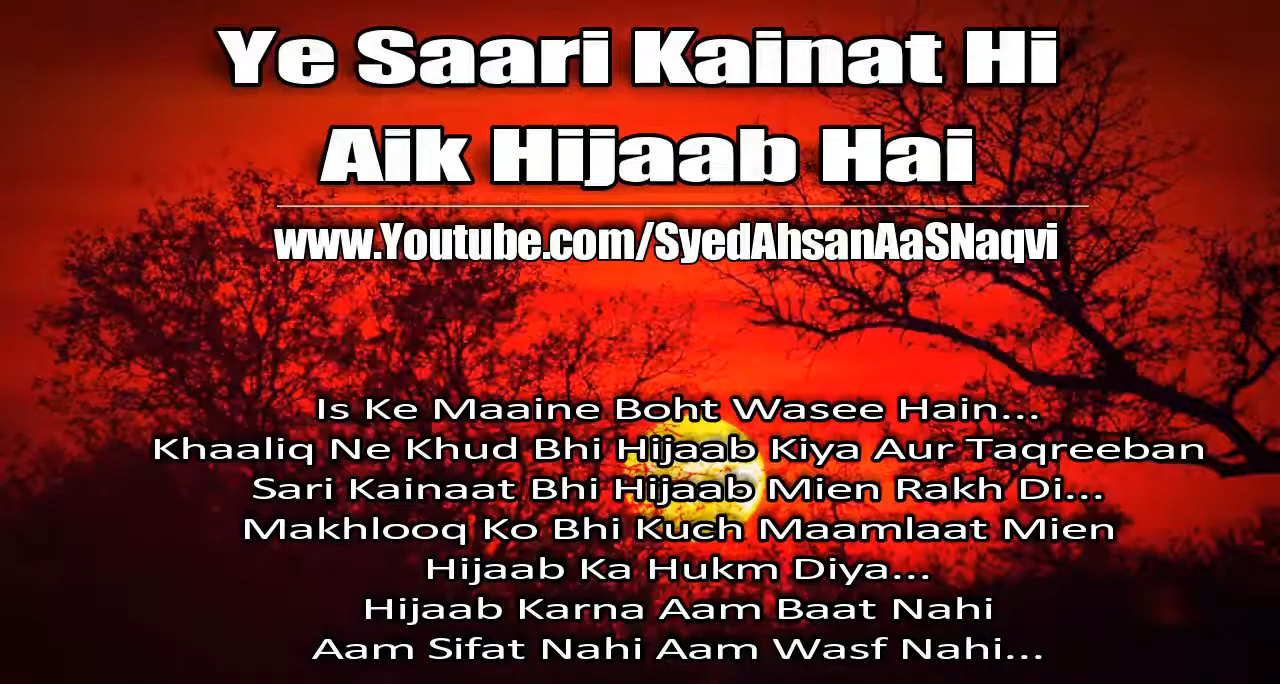 Ye Saari Kainat Hi
Aik Hijaab Hai
www.Youtube.com/SyedAhsanAaSNaqvi
Is Ke Maaine Boht Wasee Hain...
Khaaliq Ne Khud Bhi Hijaab Kiya Aur Taqreeban
Sari Kainaat Bhi Hijaab Mien Rakh Di...
Makhlooq Ko Bhi Kuch Maamlaat Mien
Hijaab Ka Hukm Diya...
Hijaab Karna Aam Baat Nahi
Aam Sifat Nahi Aam Wasf Nahi...